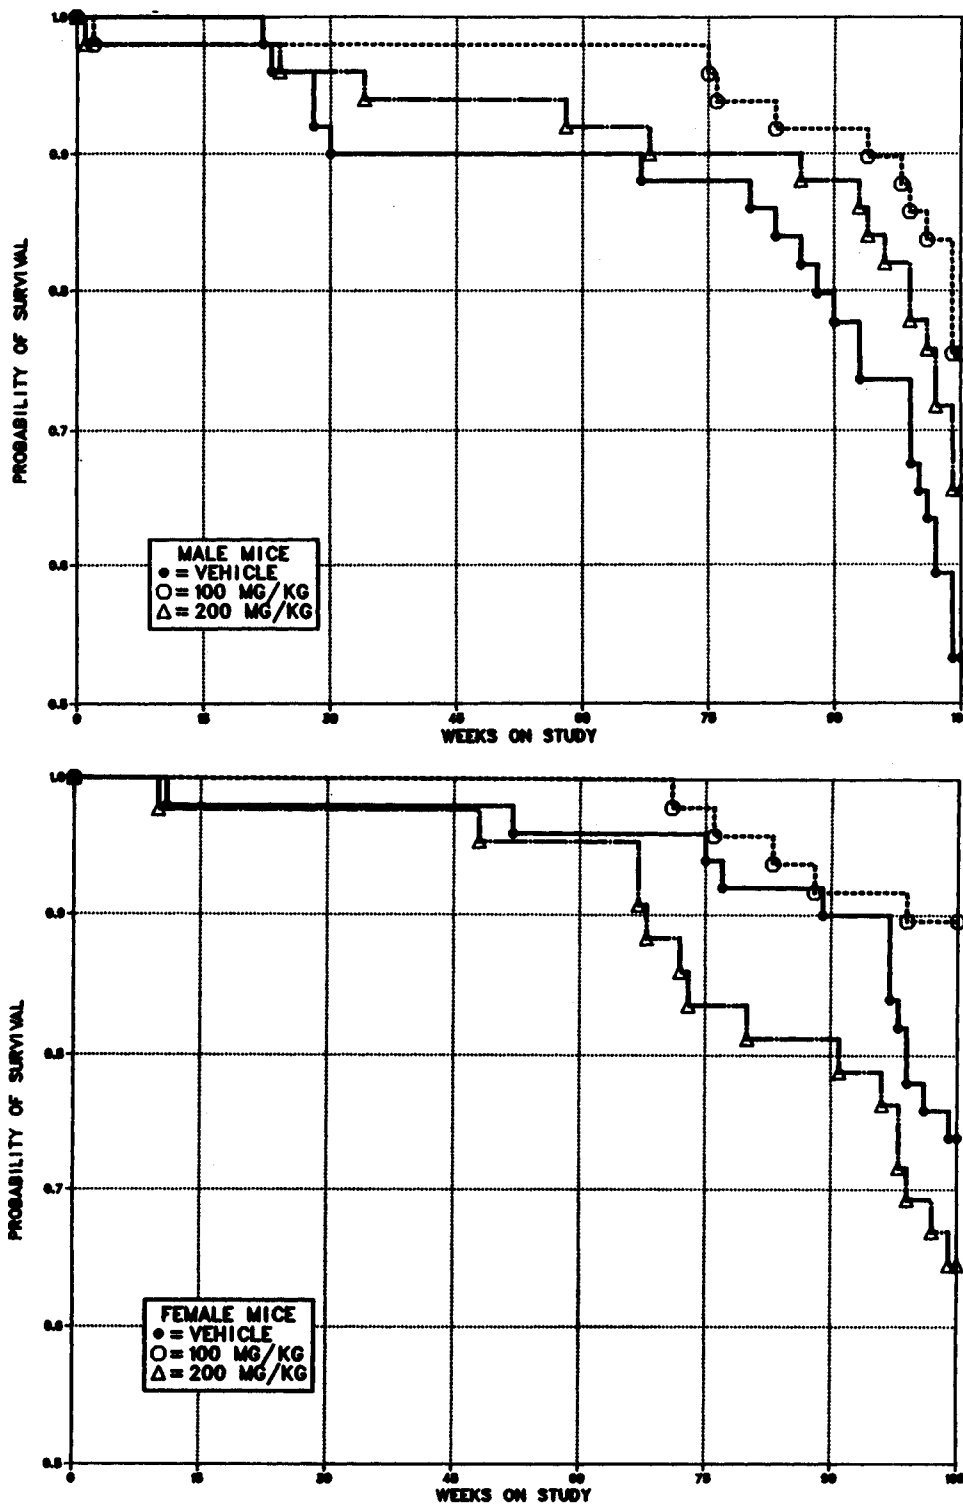 1.0
0.9
0.8
0.7
0.6
0.5
PROBABILITY OF SURVIVAL
MALE MICE
● = VEHICLE
○ = 100 MG/KG
△ = 200 MG/KG
0 15 30 45 60 75 90
WEEKS ON STUDY
1.0
0.9
0.8
0.7
0.6
0.5
PROBABILITY OF SURVIVAL
FEMALE MICE
● = VEHICLE
○ = 100 MG/KG
△ = 200 MG/KG
0 15 30 45 60 75 90
WEEKS ON STUDY